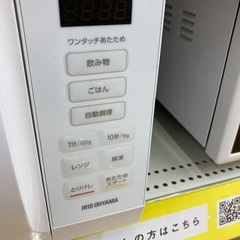 ワンタッチあたため
飲み物
ごはん
自動調理
1分/100g
10秒/10g
レンジ
解凍
とりけし
あたため
スタート
IRIS OHYAMA
の方はこちら